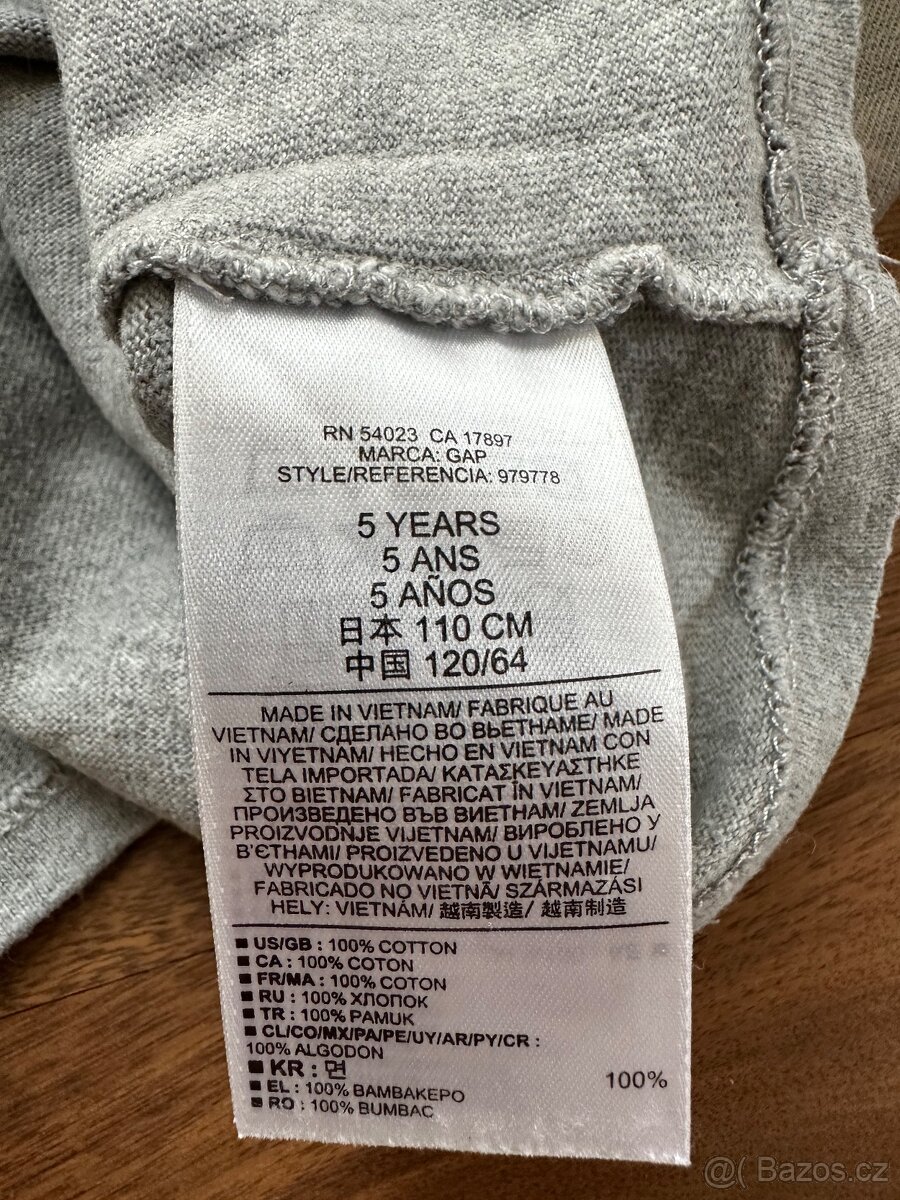 RN 54023 CA 17897
MARCA: GAP
STYLE/REFERENCIA: 979778
5 YEARS
5 ANS
5 AÑOS
日本 110 CM
中国 120/64
MADE IN VIETNAM/ FABRIQUE AU
VIETNAM/ СДЕЛАНО ВО ВЬЕТНАМЕ/ MADE
IN VIYETNAM/ HECHO EN VIETNAM CON
TELA IMPORTADA/ ΚΑΤΑΣΚΕΥΑΣΤΗΚΕ
ΣΤΟ ΒΙΕΤΝΑΜ/ FABRICAT ÎN VIETNAM/
ПРОИЗВЕДЕНО ВЪВ ВИЕТНАМ/ ZEMLJA
PROIZVODNJE VIJETNAM/ ВИРОБЛЕНО У
В'ЄТНАМІ/ PROIZVEDENO U VIJETNAMU/
WYPRODUKOWANO W WIETNAMIE/
FABRICADO NO VIETNÃ/ SZÁRMAZÁSI
HELY: VIETNÁM/ 越南製造/ 越南制造
US/GB : 100% COTTON
CA : 100% COTON
FR/MA : 100% COTON
RU : 100% ХЛОПОК
TR : 100% PAMUK
CL/CO/MX/PA/PE/UY/AR/PY/CR :
100% ALGODON
KR : 면 100%
EL : 100% ΒΑΜΒΑΚΕΡΟ
RO : 100% BUMBAC
@( Bazos.cz